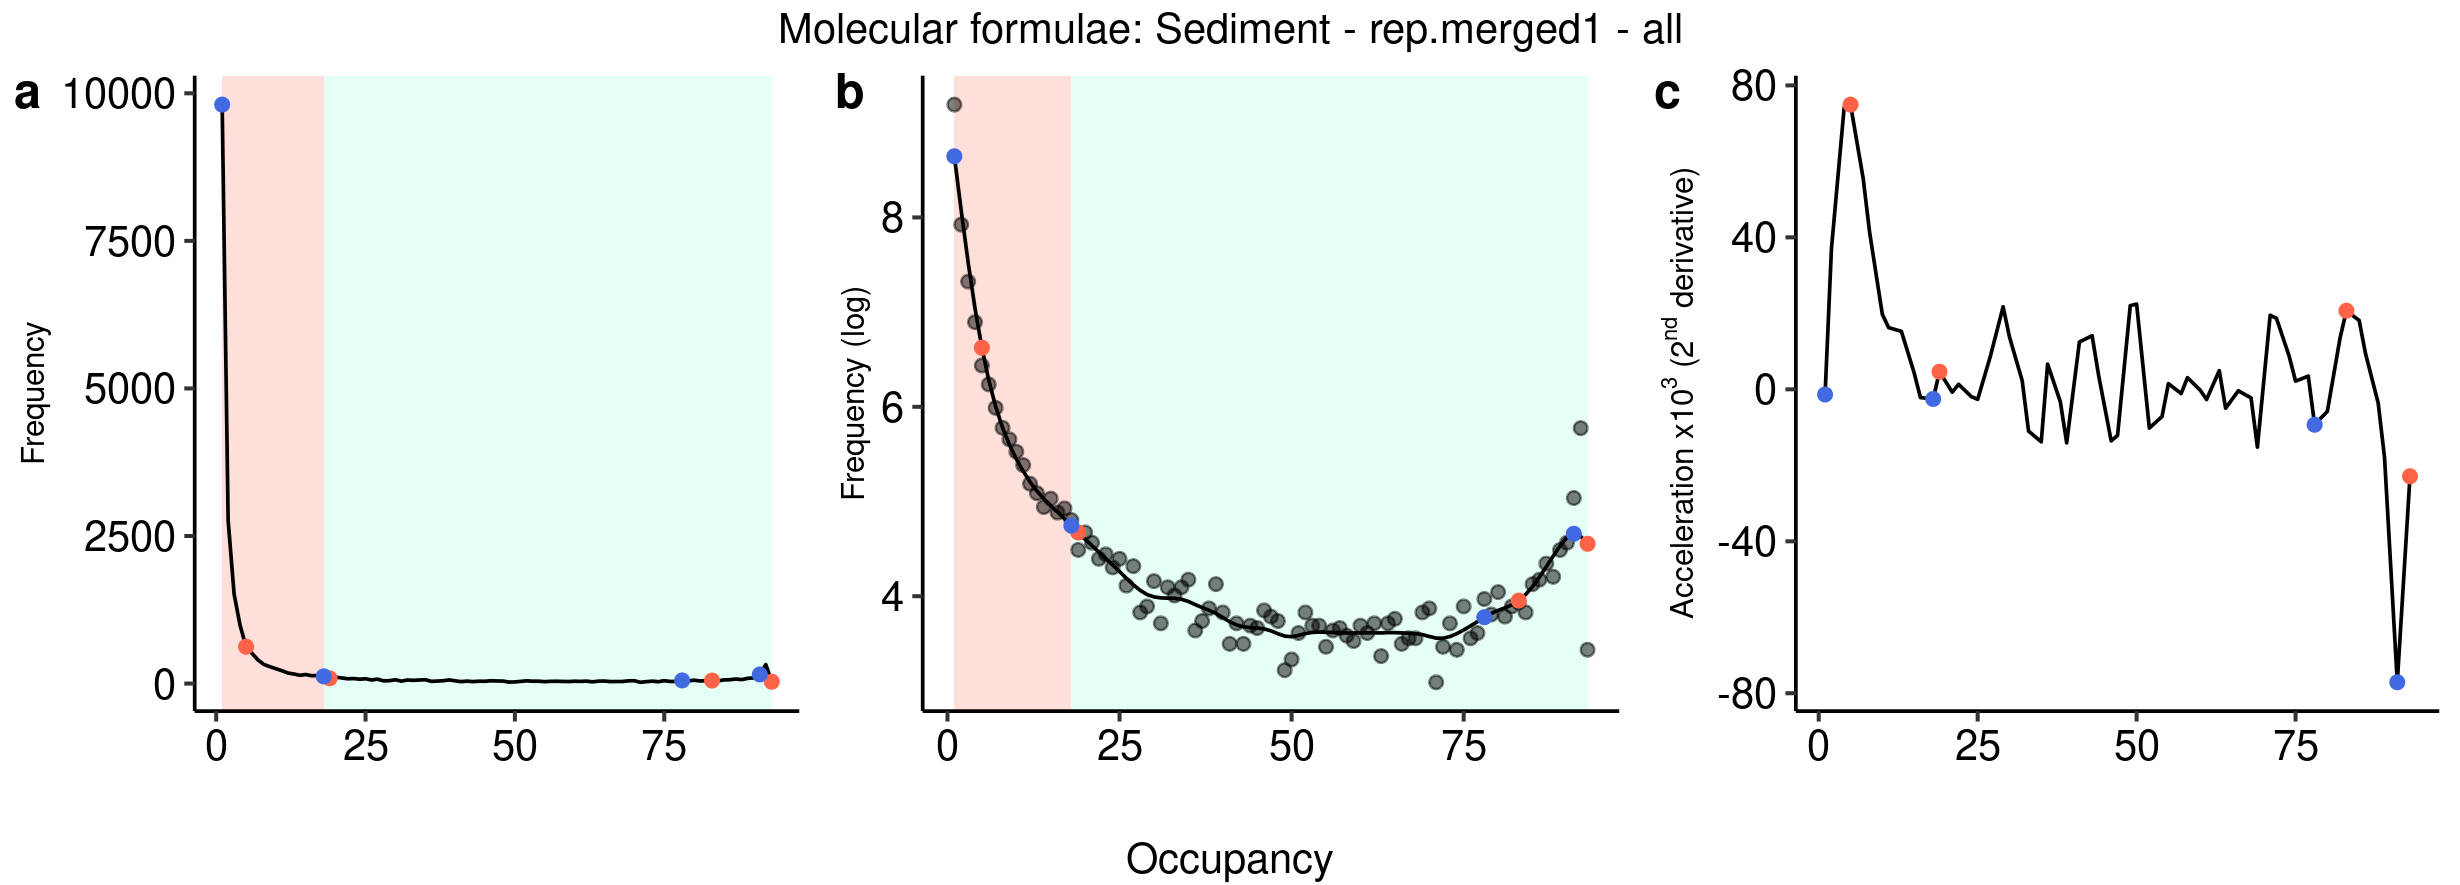 Molecular formulae: Sediment - rep.merged1 - all
a
10000
7500
5000
2500
0
Frequency
0 25 50 75
b
8
6
4
Frequency (log)
0 25 50 75
c
80
40
0
-40
-80
Acceleration x10³ (2ⁿᵈ derivative)
0 25 50 75
Occupancy